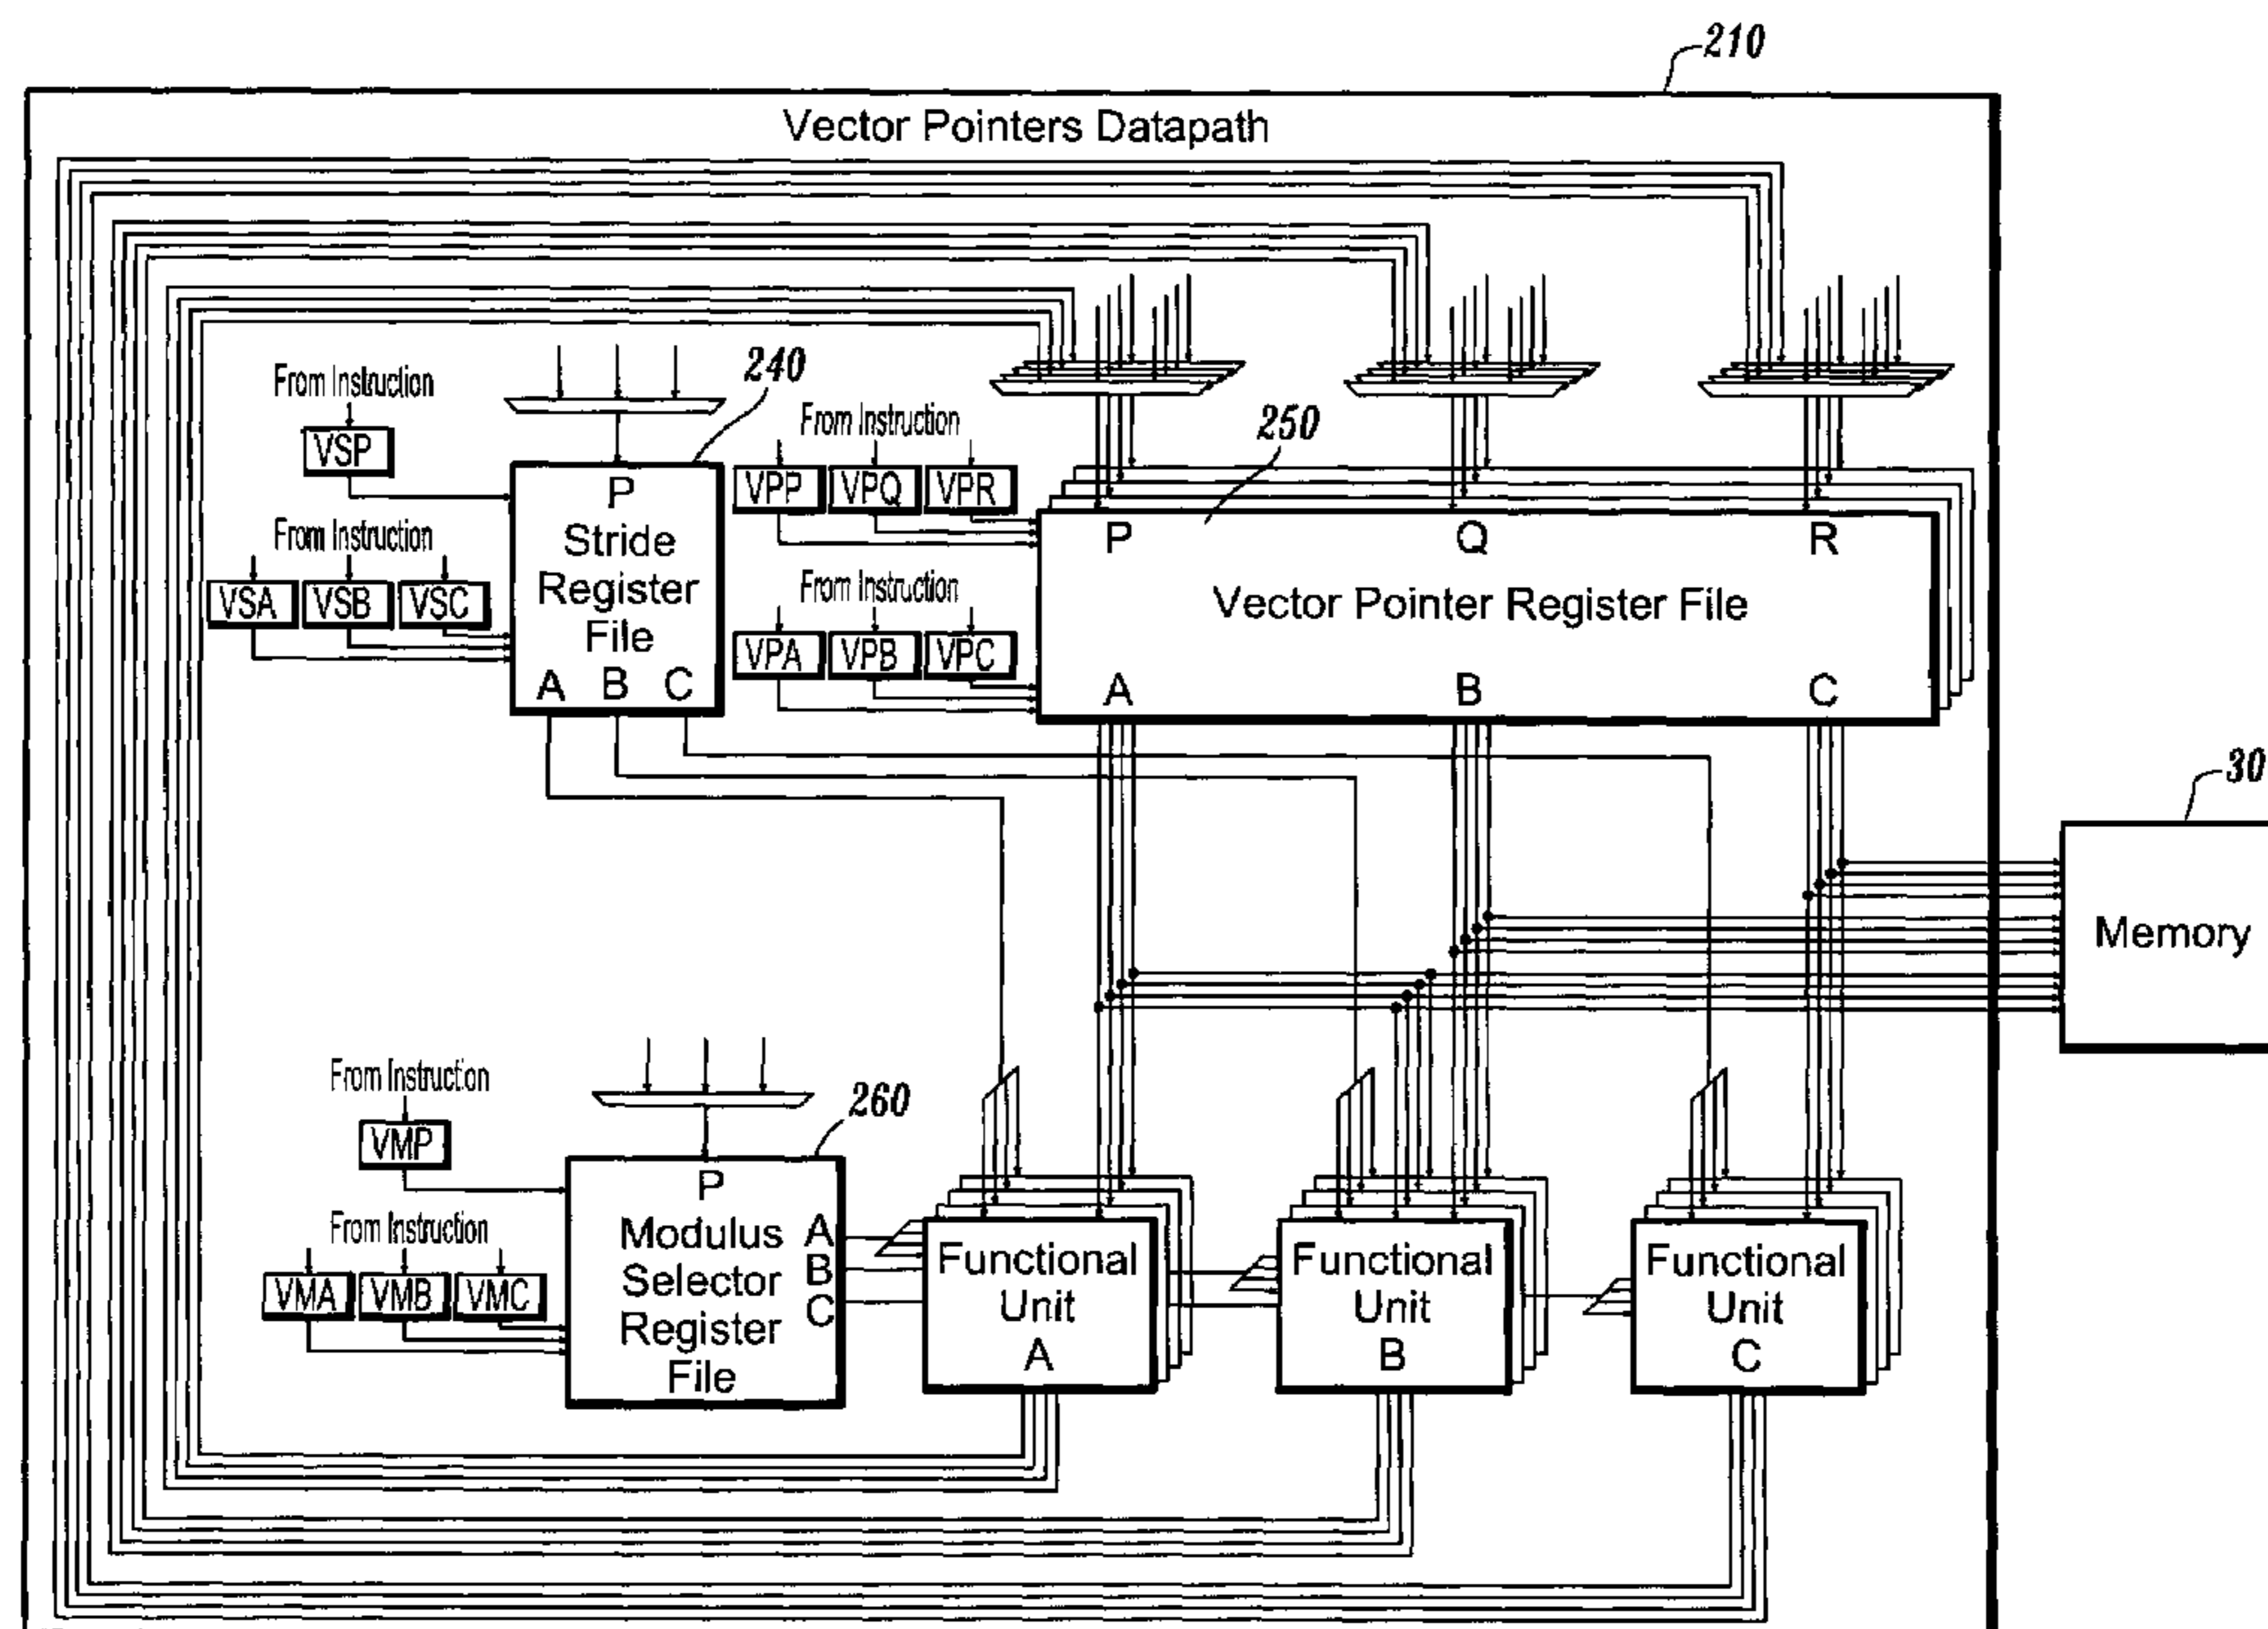 210
Vector Pointers Datapath
From Instruction
VSP
240
P
Stride
Register
File
A B C
From Instruction
VSA VSB VSC
From Instruction
VPP VPQ VPR
250
P Q R
Vector Pointer Register File
A B C
From Instruction
VPA VPB VPC
30
Memory
From Instruction
VMP
260
P
Modulus
Selector
Register
File
A
B
C
From Instruction
VMA VMB VMC
Functional
Unit
A
Functional
Unit
B
Functional
Unit
C